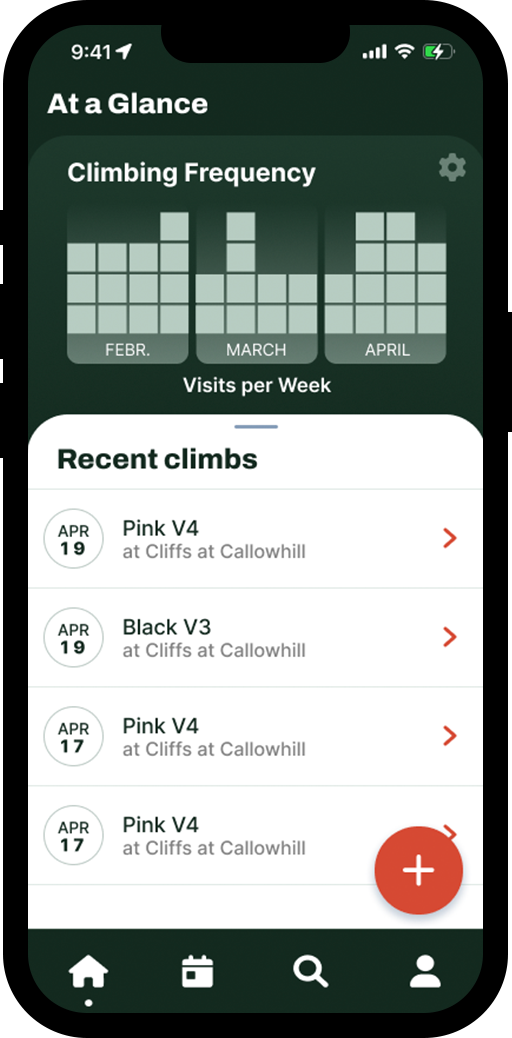 9:41
At a Glance
Climbing Frequency
FEBR.
MARCH
APRIL
Visits per Week
Recent climbs
APR
19
Pink V4
at Cliffs at Callowhill
APR
19
Black V3
at Cliffs at Callowhill
APR
17
Pink V4
at Cliffs at Callowhill
APR
17
Pink V4
at Cliffs at Callowhill